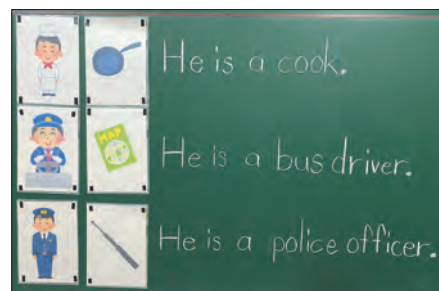 He is a cook.
MAP
He is a bus driver.
He is a police officer.